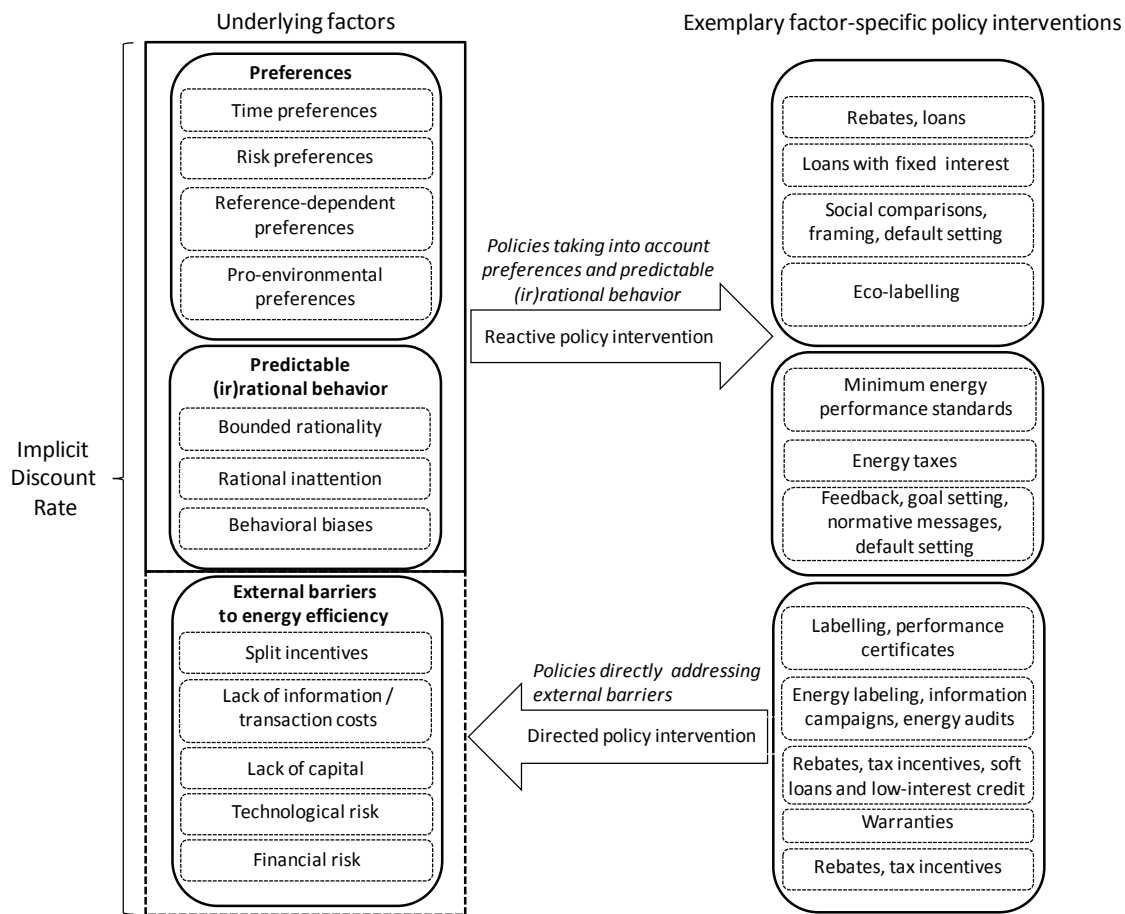 Underlying factors
Exemplary factor-specific policy interventions
Implicit
Discount
Rate
Preferences
Time preferences
Risk preferences
Reference-dependent
preferences
Pro-environmental
preferences
Predictable
(ir)rational behavior
Bounded rationality
Rational inattention
Behavioral biases
External barriers
to energy efficiency
Split incentives
Lack of information /
transaction costs
Lack of capital
Technological risk
Financial risk
Policies taking into account
preferences and predictable
(ir)rational behavior
Reactive policy intervention
Policies directly  addressing
external barriers
Directed policy intervention
Rebates, loans
Loans with fixed  interest
Social comparisons,
framing, default setting
Eco-labelling
Minimum energy
performance standards
Energy taxes
Feedback, goal setting,
normative messages,
default setting
Labelling, performance
certificates
Energy labeling, information
campaigns, energy audits
Rebates, tax incentives, soft
loans and low-interest credit
Warranties
Rebates, tax incentives